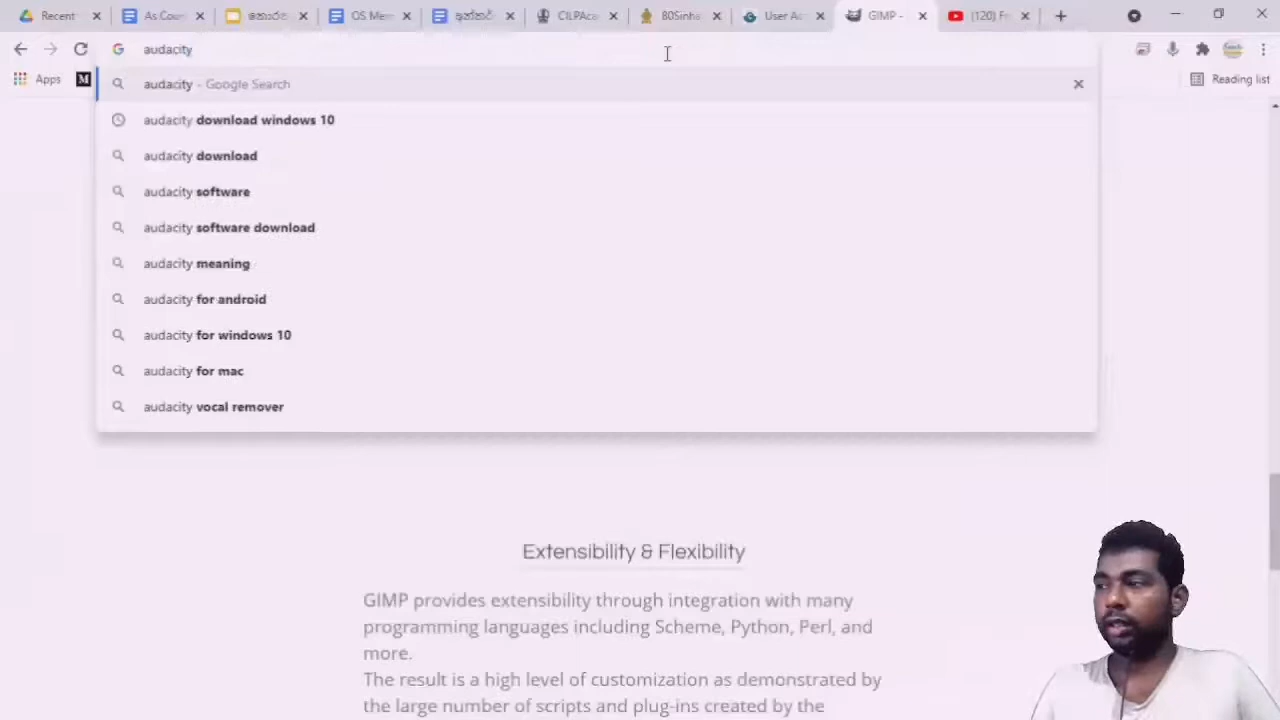 Recent
As Cour
OS Mem
CILPAce
80Sinha
User Ac
GIMP -
audacity
audacity - Google Search
Apps
Reading list
audacity download windows 10
audacity download
audacity software
audacity software download
audacity meaning
audacity for android
audacity for windows 10
audacity for mac
audacity vocal remover
Extensibility & Flexibility
GIMP provides extensibility through integration with many
programming languages including Scheme, Python, Perl, and
more.
The result is a high level of customization as demonstrated by
the large number of scripts and plug-ins created by the